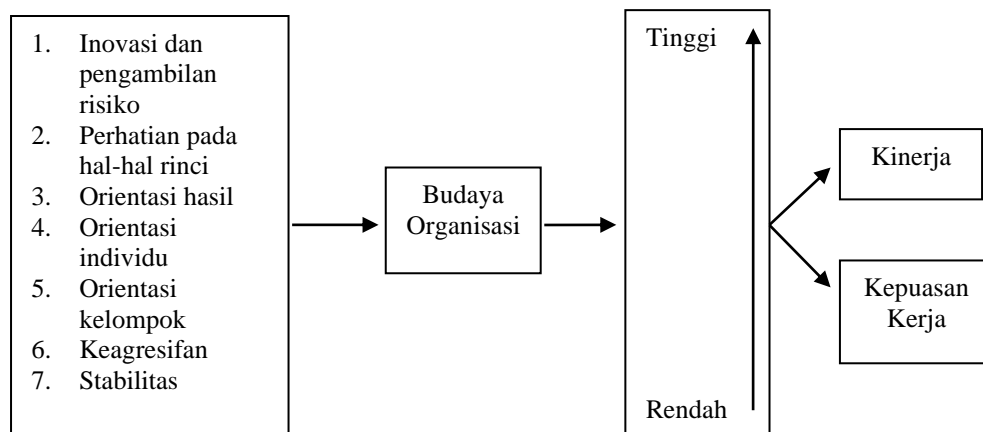 1. Inovasi dan
pengambilan
risiko
2. Perhatian pada
hal-hal rinci
3. Orientasi hasil
4. Orientasi
individu
5. Orientasi
kelompok
6. Keagresifan
7. Stabilitas
Budaya
Organisasi
Tinggi
Rendah
Kinerja
Kepuasan
Kerja